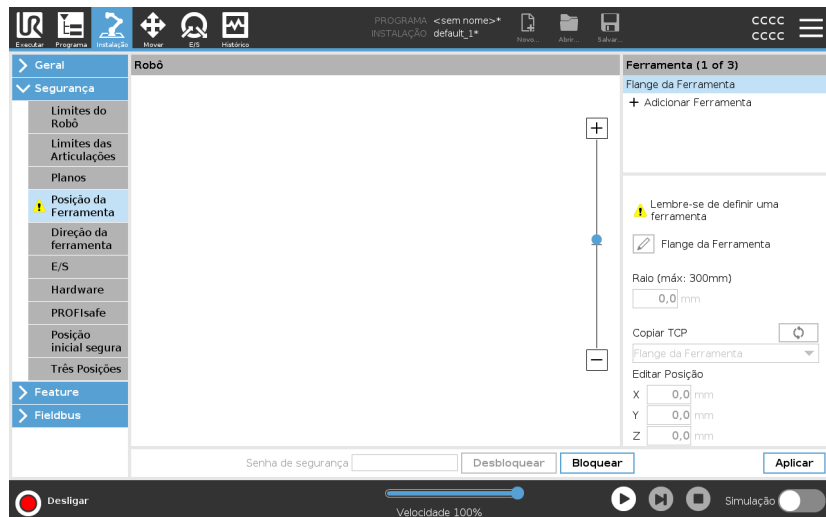 PROGRAMA <sem nome>*
INSTALAÇÃO default_1*
cccc
cccc
Executar Programa Instalação Mover E/S Histórico Novo... Abrir... Salvar...
Geral
Segurança
Limites do
Robô
Limites das
Articulações
Planos
Posição da
Ferramenta
Direção da
ferramenta
E/S
Hardware
PROFIsafe
Posição
inicial segura
Três Posições
Feature
Fieldbus
Robô
Ferramenta (1 of 3)
Flange da Ferramenta
+ Adicionar Ferramenta
Lembre-se de definir uma
ferramenta
Flange da Ferramenta
Raio (máx: 300mm)
0,0 mm
Copiar TCP
Flange da Ferramenta
Editar Posição
X 0,0 mm
Y 0,0 mm
Z 0,0 mm
Senha de segurança Desbloquear Bloquear Aplicar
Desligar
Velocidade 100%
Simulação